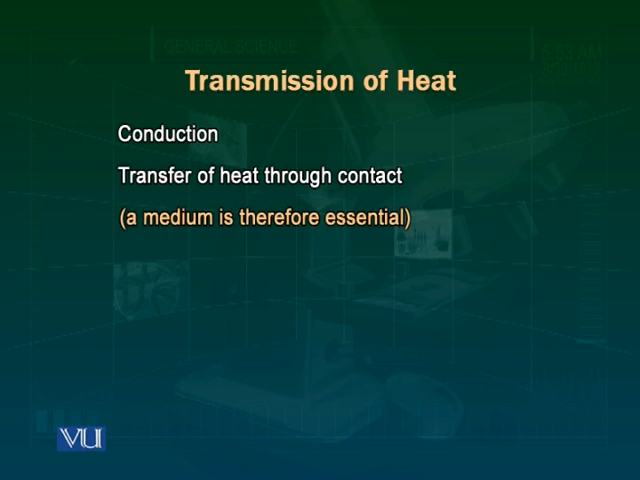 GENERAL SCIENCE
Transmission of Heat
Conduction
Transfer of heat through contact
(a medium is therefore essential)
VU